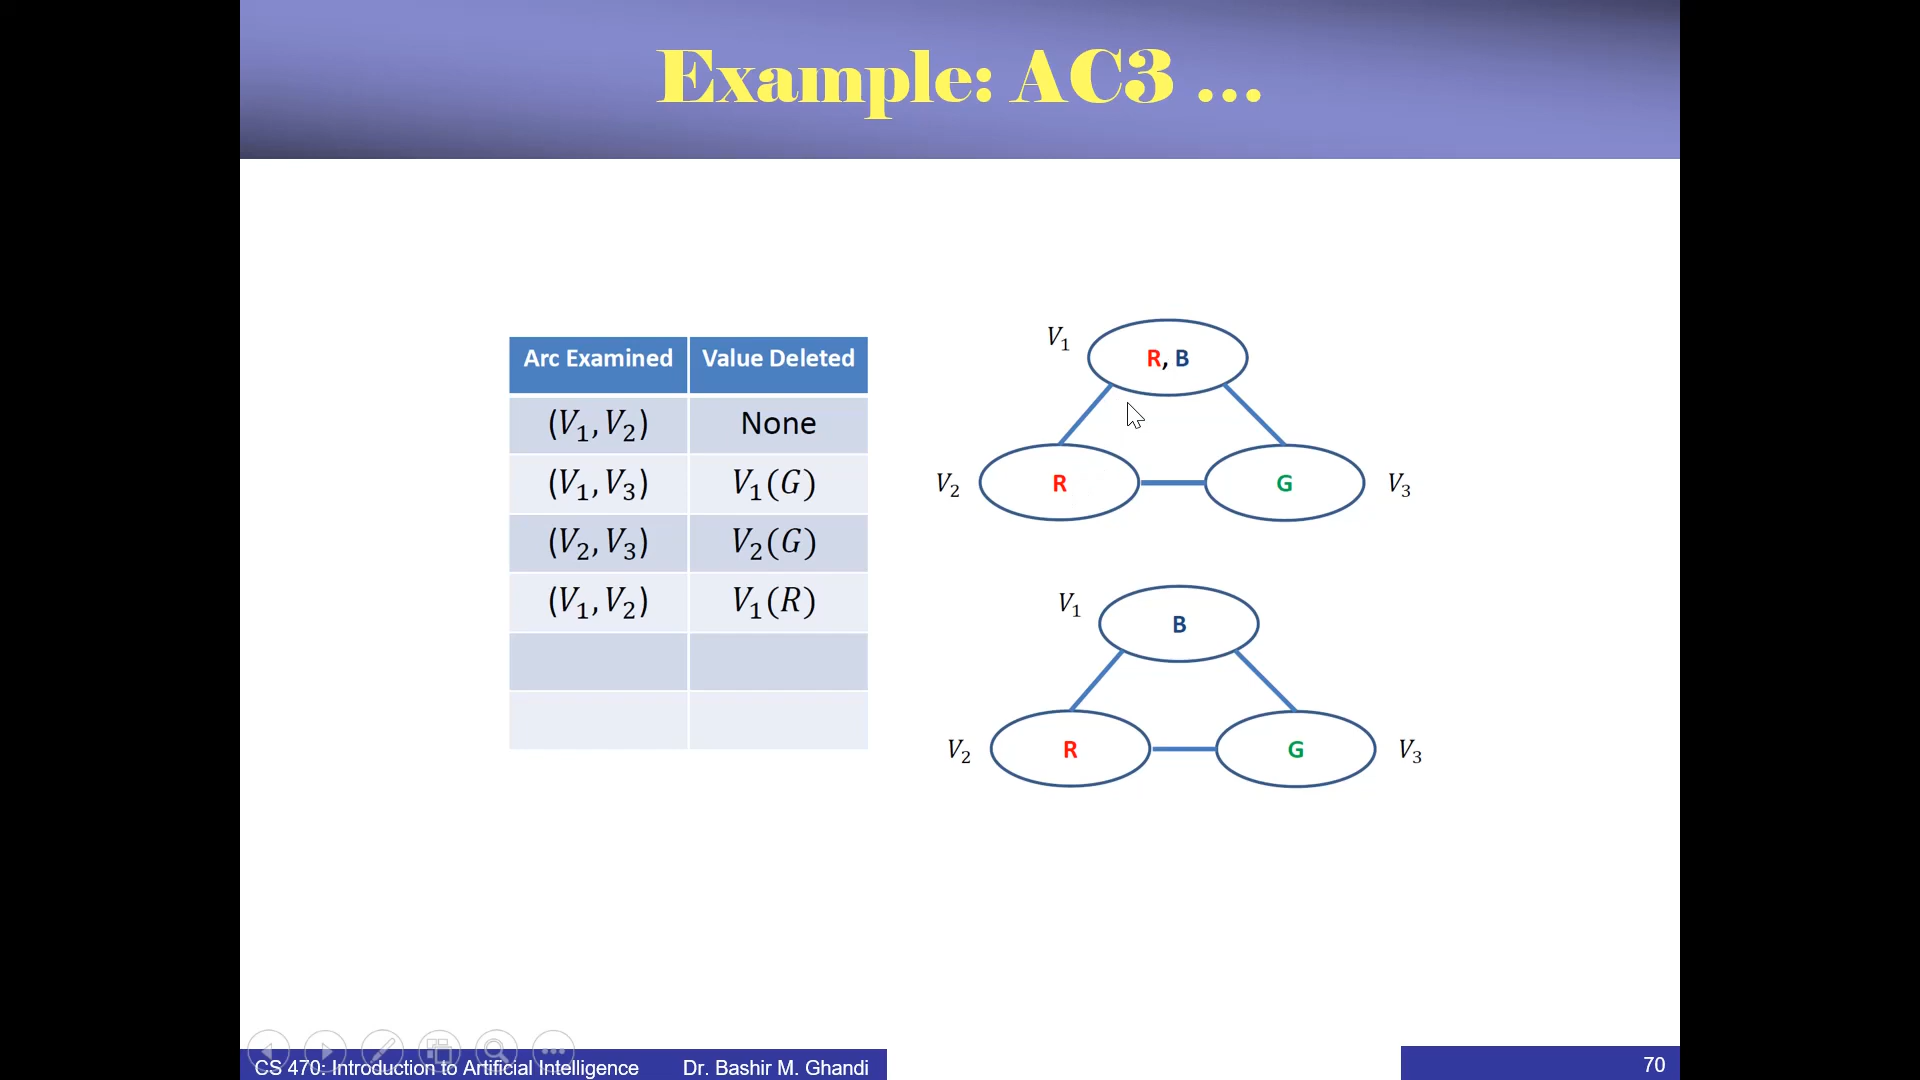 Example: AC3 ...
Arc Examined Value Deleted
(V₁, V₂) None
(V₁, V₃) V₁(G)
(V₂, V₃) V₂(G)
(V₁, V₂) V₁(R)
V₁ R, B
V₂ R G V₃
V₁ B
V₂ R G V₃
CS 470: Introduction to Artificial Intelligence Dr. Bashir M. Ghandi 70